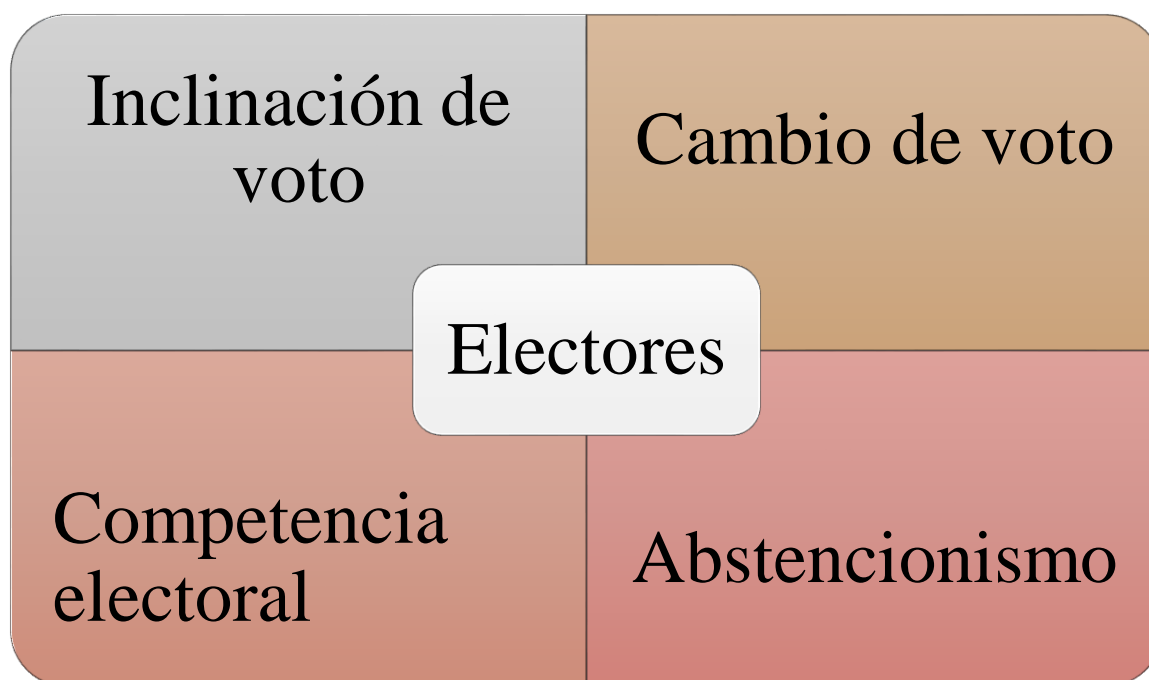 Inclinación de
voto
Cambio de voto
Electores
Competencia
electoral
Abstencionismo